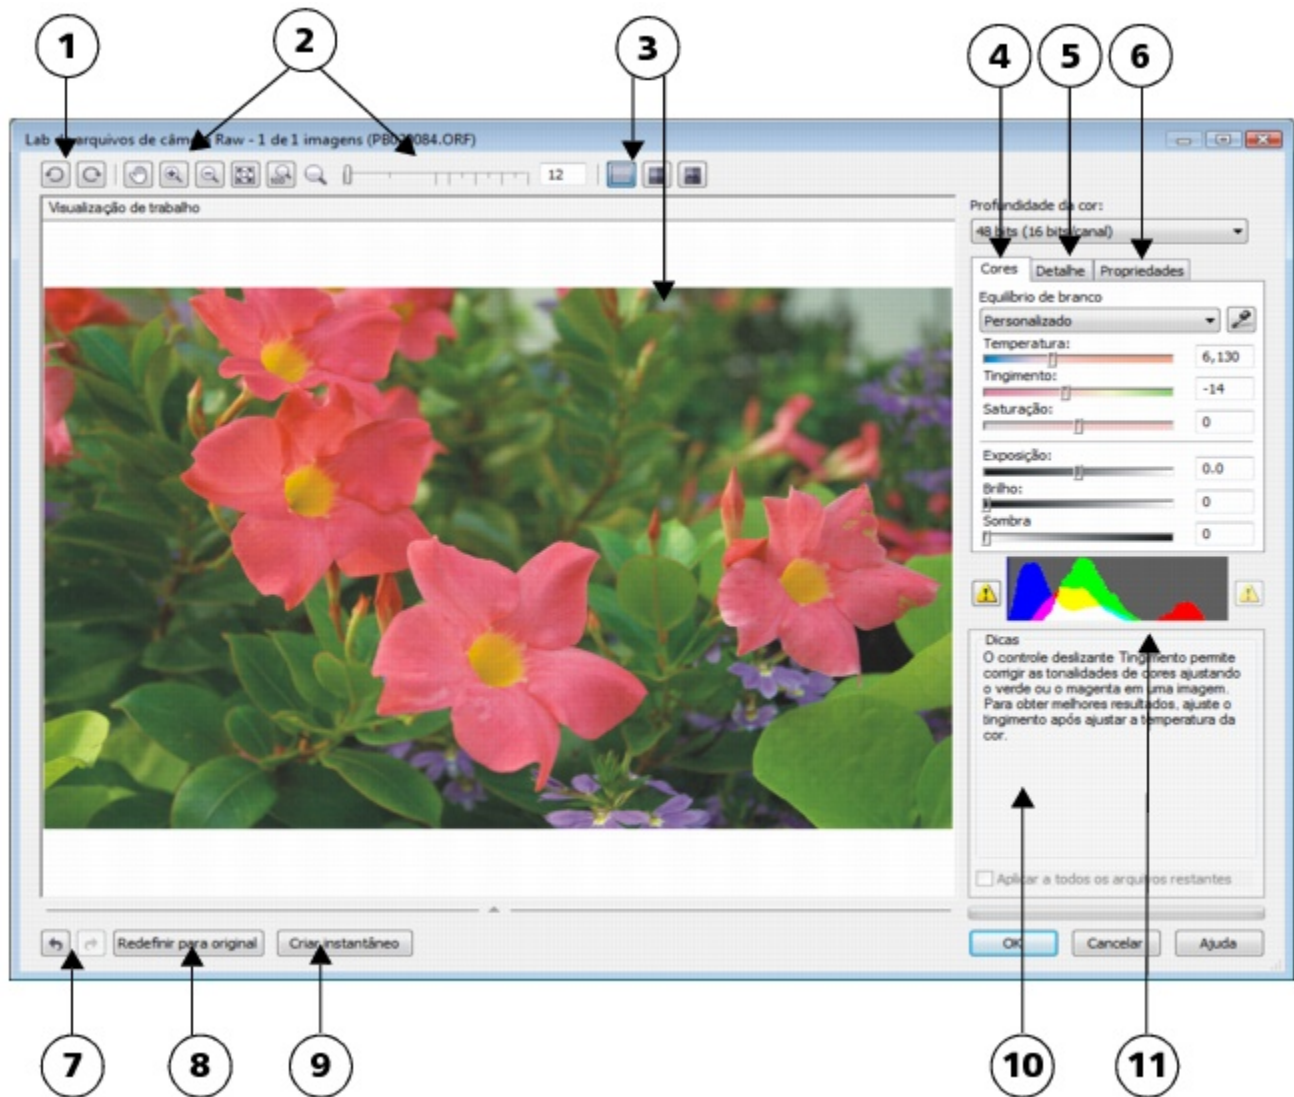 1
2
3
4
5
6
Lab de arquivos de câmera Raw - 1 de 1 imagens (PB029084.ORF)
12
Visualização de trabalho
Profundidade da cor:
48 bits (16 bits/canal)
Cores Detalhe Propriedades
Equilíbrio de branco
Personalizado
Temperatura:
6,130
Tingimento:
-14
Saturação:
0
Exposição:
0.0
Brilho:
0
Sombra
0
Dicas
O controle deslizante Tingimento permite
corrigir as tonalidades de cores ajustando
o verde ou o magenta em uma imagem.
Para obter melhores resultados, ajuste o
tingimento após ajustar a temperatura da
cor.
Aplicar a todos os arquivos restantes
Redefinir para original
Criar instantâneo
OK
Cancelar
Ajuda
7
8
9
10
11